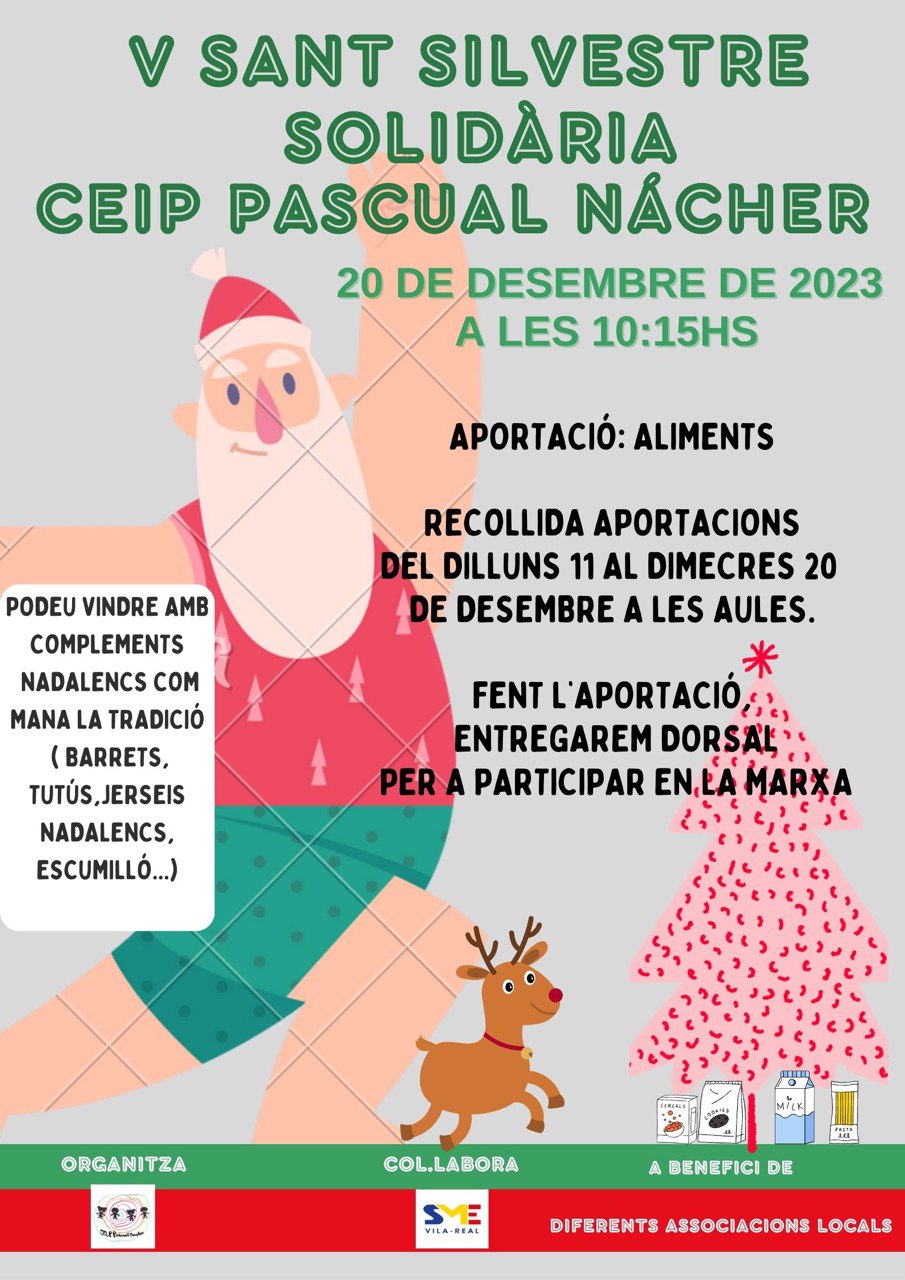 V SANT SILVESTRE
SOLIDÀRIA
CEIP PASCUAL NÁCHER
20 DE DESEMBRE DE 2023
A LES 10:15HS
APORTACIÓ: ALIMENTS
RECOLLIDA APORTACIONS
DEL DILLUNS 11 AL DIMECRES 20
DE DESEMBRE A LES AULES.
FENT L'APORTACIÓ,
ENTREGAREM DORSAL
PER A PARTICIPAR EN LA MARXA
PODEU VINDRE AMB
COMPLEMENTS
NADALENCS COM
MANA LA TRADICIÓ
( BARRETS,
TUTÚS,JERSEIS
NADALENCS,
ESCUMILLÓ...)
CEREALS
COOKIES
MILK
PASTA
ORGANITZA
COL.LABORA
A BENEFICI DE
SME
VILA-REAL
DIFERENTS ASSOCIACIONS LOCALS